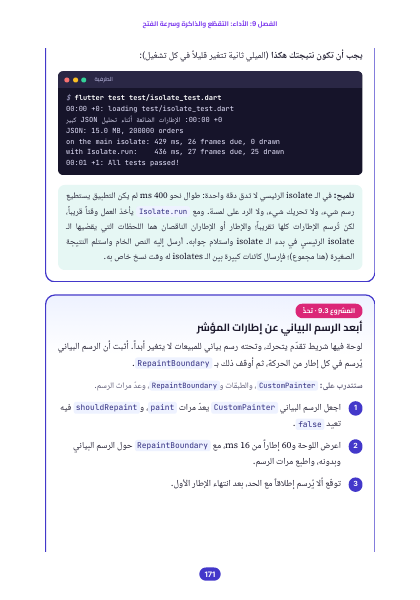 الفصل 9: الأداء: التقطّع والذاكرة وسرعة الفتح
يجب أن تكون نتيجتك هكذا (الميلي ثانية تتغير قليلاً في كل تشغيل):
الطرفية
$ flutter test test/isolate_test.dart
00:00 +0: loading test/isolate_test.dart
00:00 +0: الإطارات الضائعة أثناء تحليل JSON كبير
JSON: 15.0 MB, 200000 orders
on the main isolate: 429 ms, 26 frames due, 0 drawn
with Isolate.run:    436 ms, 27 frames due, 25 drawn
00:01 +1: All tests passed!
تلميح: في الـ isolate الرئيسي لا تدق دقة واحدة: طوال نحو 400 ms لم يكن التطبيق يستطيع
رسم شيء، ولا تحريك شيء، ولا الرد على لمسة. ومع Isolate.run يأخذ العمل وقتاً قريباً،
لكن تُرسم الإطارات كلها تقريباً؛ والإطار أو الإطاران الناقصان هما اللحظات التي يقضيها الـ
isolate الرئيسي في بدء الـ isolate واستلام جوابه. أرسل إليه النص الخام واستلم النتيجة
الصغيرة (هنا مجموع)؛ فإرسال كائنات كبيرة بين الـ isolates له وقت نسخ خاص به.
المشروع 9.3 · تحدٍّ
أبعد الرسم البياني عن إطارات المؤشر
لوحة فيها شريط تقدّم يتحرك، وتحته رسم بياني للمبيعات لا يتغير أبداً. أثبت أن الرسم البياني
يُرسم في كل إطار من الحركة، ثم أوقف ذلك بـ RepaintBoundary.
ستتدرب على: CustomPainter، والطبقات وRepaintBoundary، وعدّ مرات الرسم.
1 اجعل الرسم البياني CustomPainter يعدّ مرات paint، و shouldRepaint فيه
تعيد false.
2 اعرض اللوحة و60 إطاراً من 16 ms، مع RepaintBoundary حول الرسم البياني
وبدونه، واطبع مرات الرسم.
3 توقّع ألا يُرسم إطلاقاً مع الحد، بعد انتهاء الإطار الأول.
171